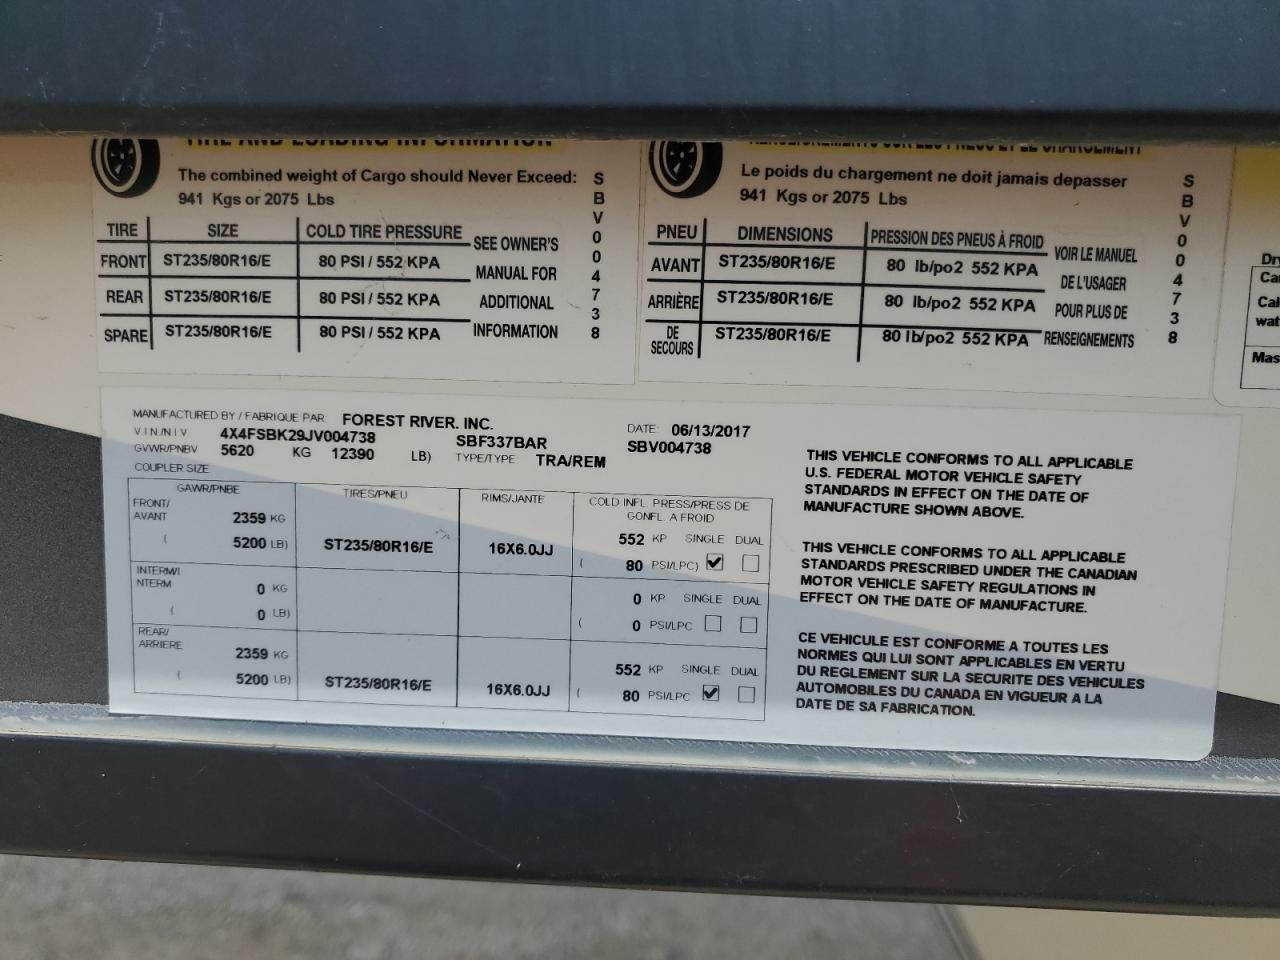 TIRE AND LOADING INFORMATION
The combined weight of Cargo should Never Exceed:
941 Kgs or 2075 Lbs
TIRE SIZE COLD TIRE PRESSURE
FRONT ST235/80R16/E 80 PSI / 552 KPA
REAR ST235/80R16/E 80 PSI / 552 KPA
SPARE ST235/80R16/E 80 PSI / 552 KPA
SEE OWNER'S
MANUAL FOR
ADDITIONAL
INFORMATION
SBV004738
RENSEIGNEMENTS SUR LES PNEUS ET LE CHARGEMENT
Le poids du chargement ne doit jamais depasser
941 Kgs or 2075 Lbs
PNEU DIMENSIONS PRESSION DES PNEUS À FROID
AVANT ST235/80R16/E 80 lb/po2 552 KPA
ARRIÈRE ST235/80R16/E 80 lb/po2 552 KPA
DE
SECOURS ST235/80R16/E 80 lb/po2 552 KPA
VOIR LE MANUEL
DE L'USAGER
POUR PLUS DE
RENSEIGNEMENTS
SBV004738
MANUFACTURED BY / FABRIQUE PAR: FOREST RIVER, INC. DATE: 06/13/2017
V.I.N./N.I.V 4X4FSBK29JV004738 SBF337BAR SBV004738
GVWR/PNBV 5620 KG 12390 LB) TYPE/TYPE: TRA/REM
COUPLER SIZE
GAWR/PNBE TIRES/PNEU RIMS/JANTE COLD INFL. PRESS/PRESS DE
GONFL. A FROID
FRONT/
AVANT 2359 KG 552 KP SINGLE DUAL
( 5200 LB) ST235/80R16/E 16X6.0JJ ( 80 PSI/LPC)
INTERM/
INTERM 0 KG 0 KP SINGLE DUAL
( 0 LB) ( 0 PSI/LPC
REAR/
ARRIERE 2359 KG 552 KP SINGLE DUAL
( 5200 LB) ST235/80R16/E 16X6.0JJ ( 80 PSI/LPC
THIS VEHICLE CONFORMS TO ALL APPLICABLE
U.S. FEDERAL MOTOR VEHICLE SAFETY
STANDARDS IN EFFECT ON THE DATE OF
MANUFACTURE SHOWN ABOVE.
THIS VEHICLE CONFORMS TO ALL APPLICABLE
STANDARDS PRESCRIBED UNDER THE CANADIAN
MOTOR VEHICLE SAFETY REGULATIONS IN
EFFECT ON THE DATE OF MANUFACTURE.
CE VEHICULE EST CONFORME A TOUTES LES
NORMES QUI LUI SONT APPLICABLES EN VERTU
DU REGLEMENT SUR LA SECURITE DES VEHICULES
AUTOMOBILES DU CANADA EN VIGUEUR A LA
DATE DE SA FABRICATION.